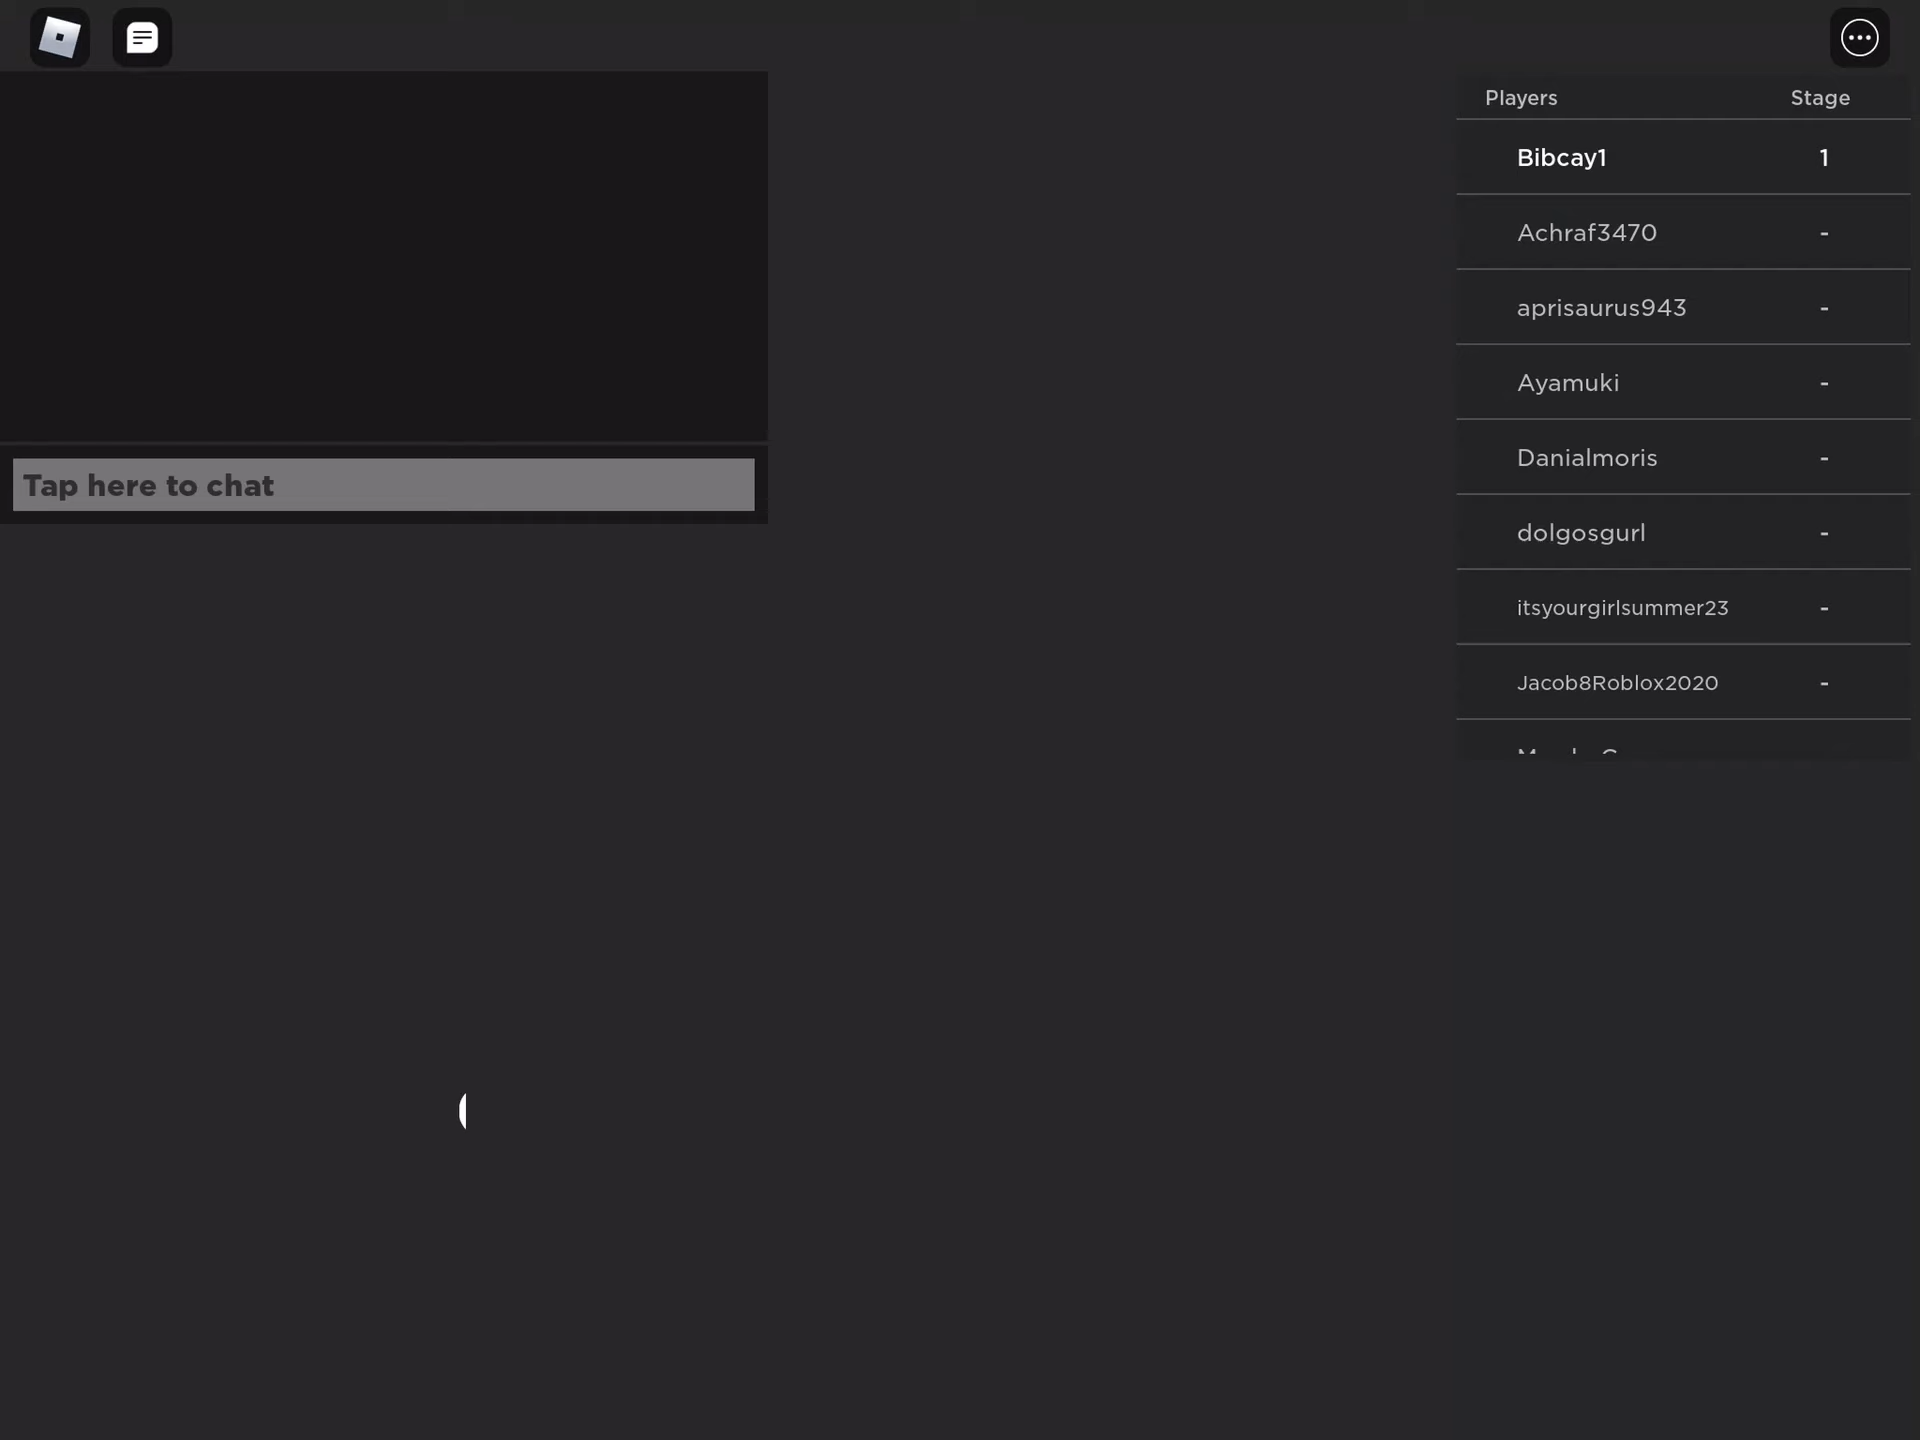 Players Stage
Bibcay1 1
Achraf3470 -
aprisaurus943 -
Ayamuki -
Danialmoris -
dolgosgurl -
itsyourgirlsummer23 -
Jacob8Roblox2020 -
Tap here to chat